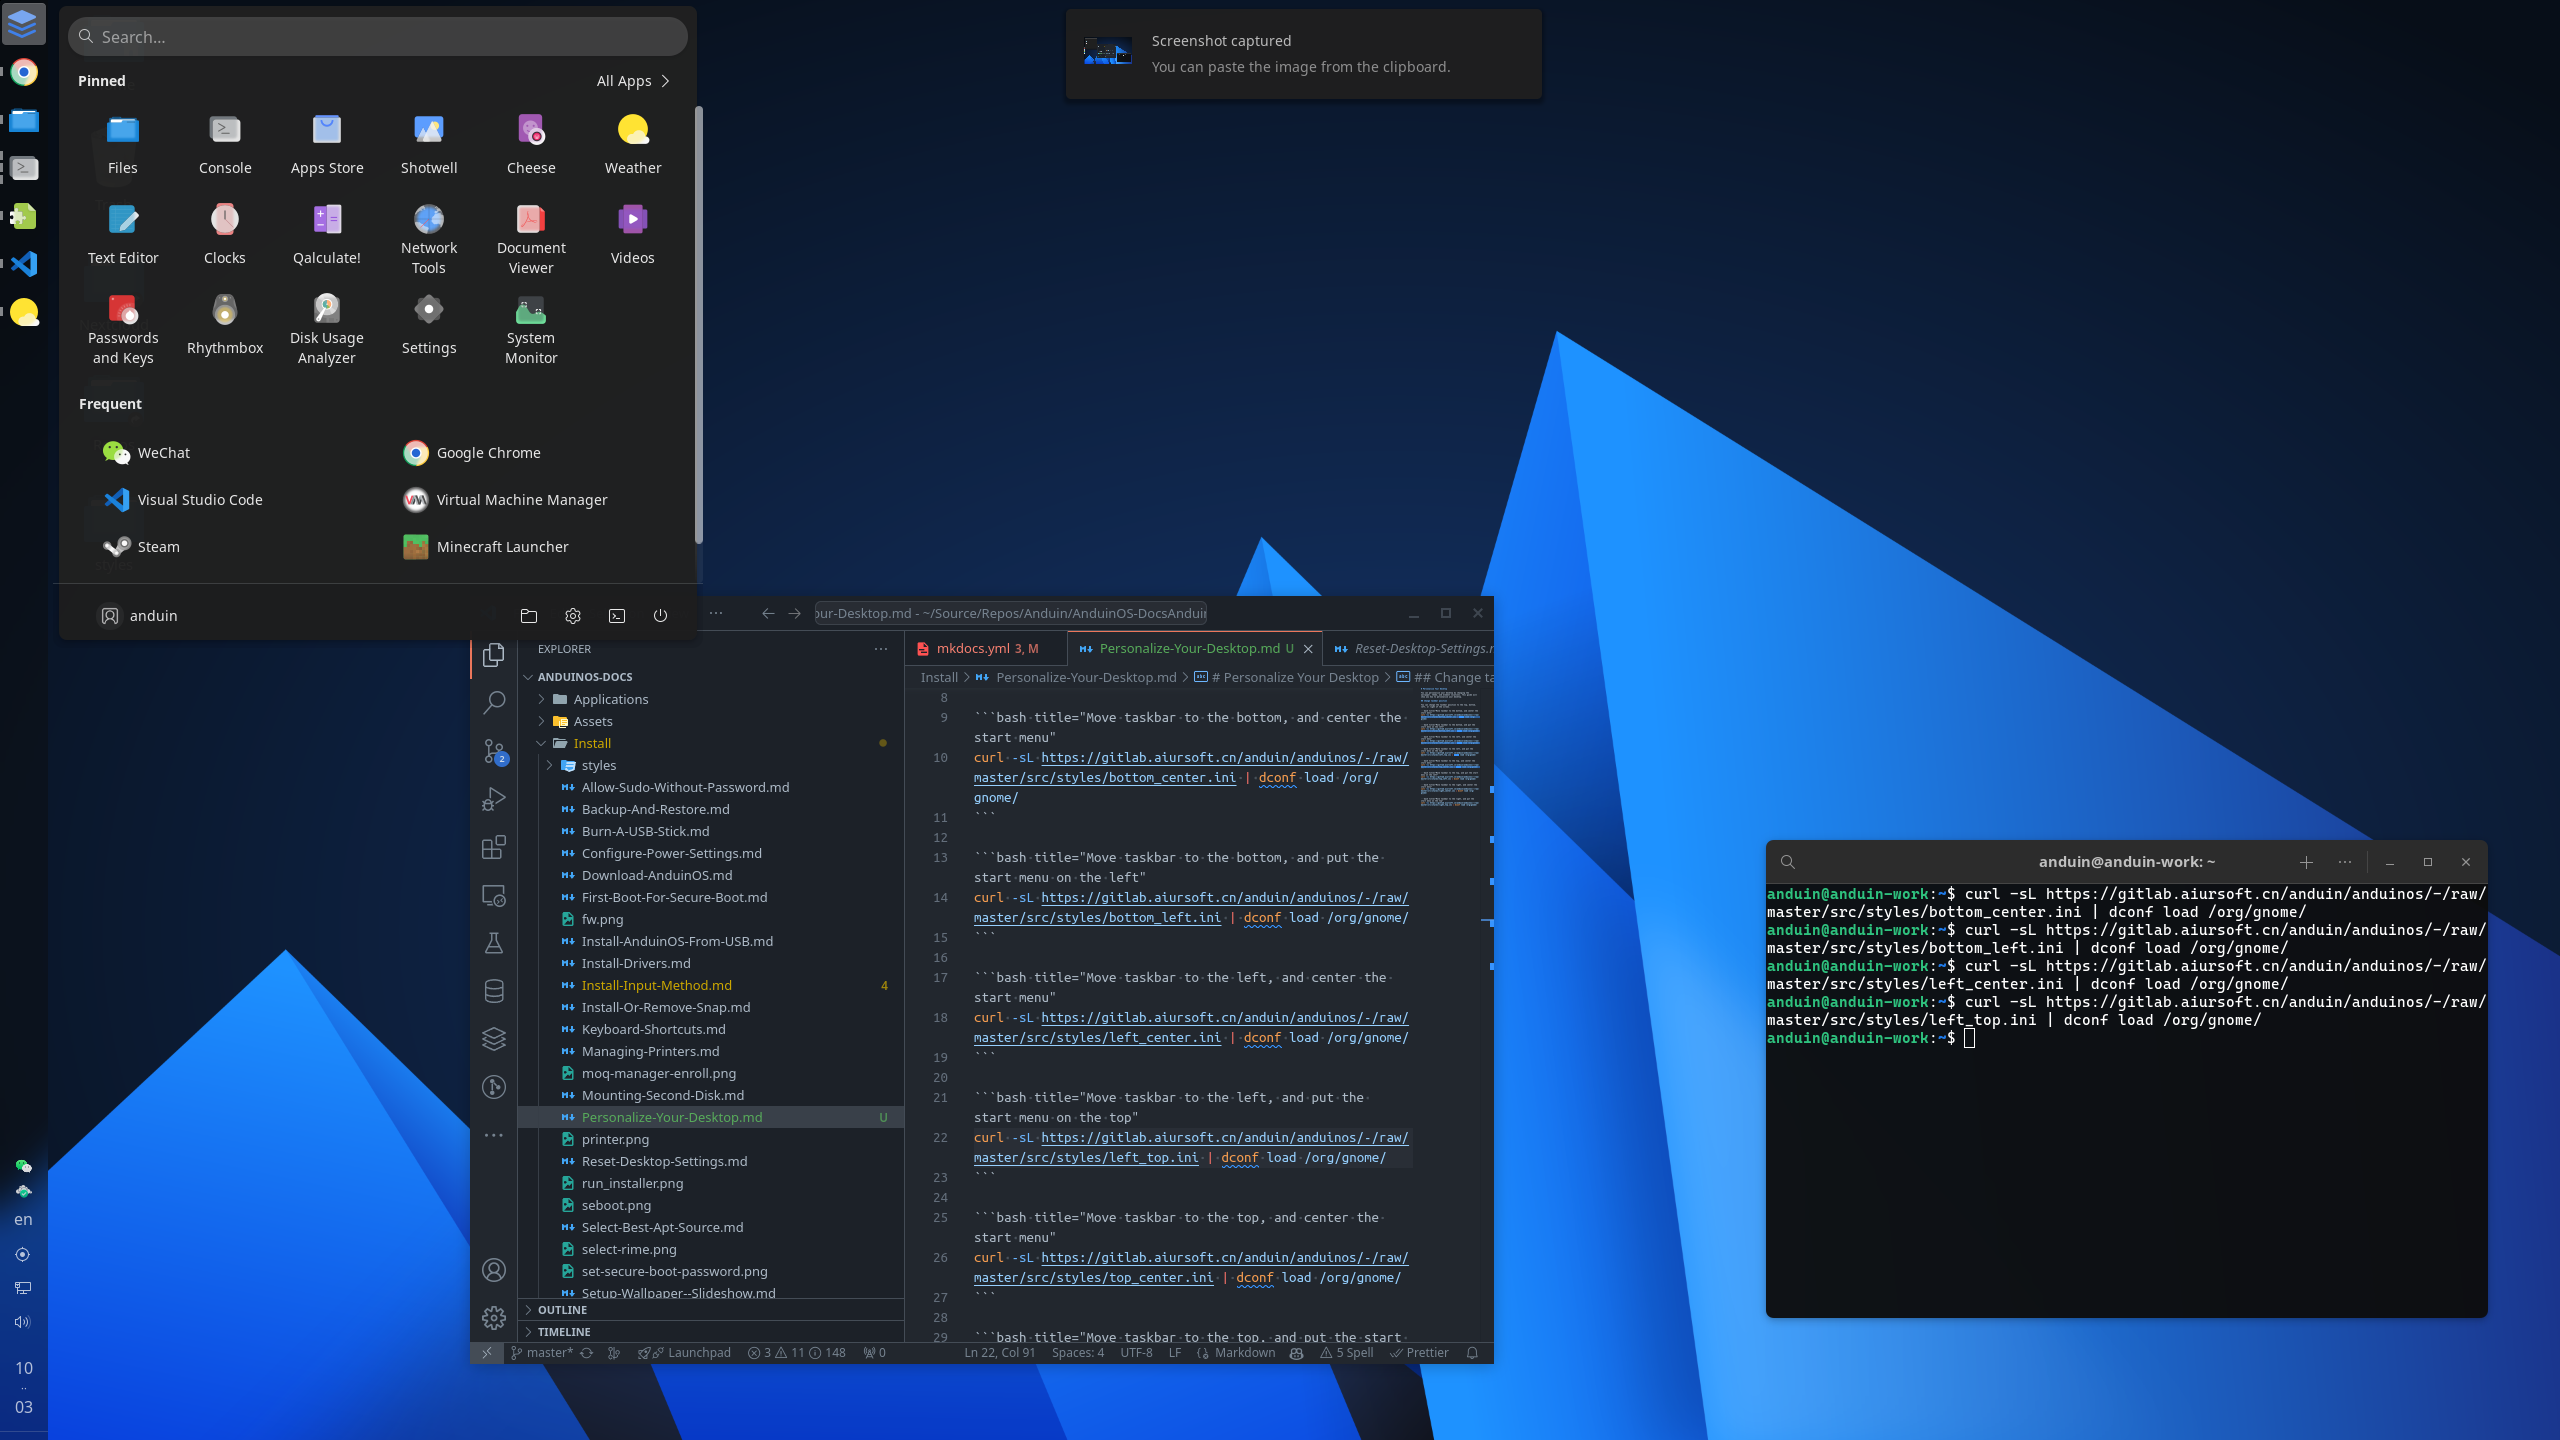 Search...
Pinned
All Apps
Files
Console
Apps Store
Shotwell
Cheese
Weather
Text Editor
Clocks
Qalculate!
Network
Tools
Document
Viewer
Videos
Passwords
and Keys
Rhythmbox
Disk Usage
Analyzer
Settings
System
Monitor
Frequent
WeChat
Google Chrome
Visual Studio Code
Virtual Machine Manager
Steam
Minecraft Launcher
anduin
Screenshot captured
You can paste the image from the clipboard.
en
10
03
our-Desktop.md - ~/Source/Repos/Anduin/AnduinOS-DocsAnduin
EXPLORER
ANDUINOS-DOCS
Applications
Assets
Install
styles
Allow-Sudo-Without-Password.md
Backup-And-Restore.md
Burn-A-USB-Stick.md
Configure-Power-Settings.md
Download-AnduinOS.md
First-Boot-For-Secure-Boot.md
fw.png
Install-AnduinOS-From-USB.md
Install-Drivers.md
Install-Input-Method.md 4
Install-Or-Remove-Snap.md
Keyboard-Shortcuts.md
Managing-Printers.md
moq-manager-enroll.png
Mounting-Second-Disk.md
Personalize-Your-Desktop.md U
printer.png
Reset-Desktop-Settings.md
run_installer.png
seboot.png
Select-Best-Apt-Source.md
select-rime.png
set-secure-boot-password.png
Setup-Wallpaper--Slideshow.md
OUTLINE
TIMELINE
2
mkdocs.yml 3, M
Personalize-Your-Desktop.md U
Reset-Desktop-Settings.m
Install > Personalize-Your-Desktop.md > # Personalize Your Desktop > ## Change ta
8
9 ```bash title="Move taskbar to the bottom, and center the
start menu"
10 curl -sL https://gitlab.aiursoft.cn/anduin/anduinos/-/raw/
master/src/styles/bottom_center.ini | dconf load /org/
gnome/
11 ```
12
13 ```bash title="Move taskbar to the bottom, and put the
start menu on the left"
14 curl -sL https://gitlab.aiursoft.cn/anduin/anduinos/-/raw/
master/src/styles/bottom_left.ini | dconf load /org/gnome/
15 ```
16
17 ```bash title="Move taskbar to the left, and center the
start menu"
18 curl -sL https://gitlab.aiursoft.cn/anduin/anduinos/-/raw/
master/src/styles/left_center.ini | dconf load /org/gnome/
19 ```
20
21 ```bash title="Move taskbar to the left, and put the
start menu on the top"
22 curl -sL https://gitlab.aiursoft.cn/anduin/anduinos/-/raw/
master/src/styles/left_top.ini | dconf load /org/gnome/
23 ```
24
25 ```bash title="Move taskbar to the top, and center the
start menu"
26 curl -sL https://gitlab.aiursoft.cn/anduin/anduinos/-/raw/
master/src/styles/top_center.ini | dconf load /org/gnome/
27 ```
28
29 ```bash title="Move taskbar to the top, and put the start
master* Launchpad 3 11 148 0 Ln 22, Col 91 Spaces: 4 UTF-8 LF Markdown 5 Spell Prettier
anduin@anduin-work: ~
anduin@anduin-work:~$ curl -sL https://gitlab.aiursoft.cn/anduin/anduinos/-/raw/
master/src/styles/bottom_center.ini | dconf load /org/gnome/
anduin@anduin-work:~$ curl -sL https://gitlab.aiursoft.cn/anduin/anduinos/-/raw/
master/src/styles/bottom_left.ini | dconf load /org/gnome/
anduin@anduin-work:~$ curl -sL https://gitlab.aiursoft.cn/anduin/anduinos/-/raw/
master/src/styles/left_center.ini | dconf load /org/gnome/
anduin@anduin-work:~$ curl -sL https://gitlab.aiursoft.cn/anduin/anduinos/-/raw/
master/src/styles/left_top.ini | dconf load /org/gnome/
anduin@anduin-work:~$